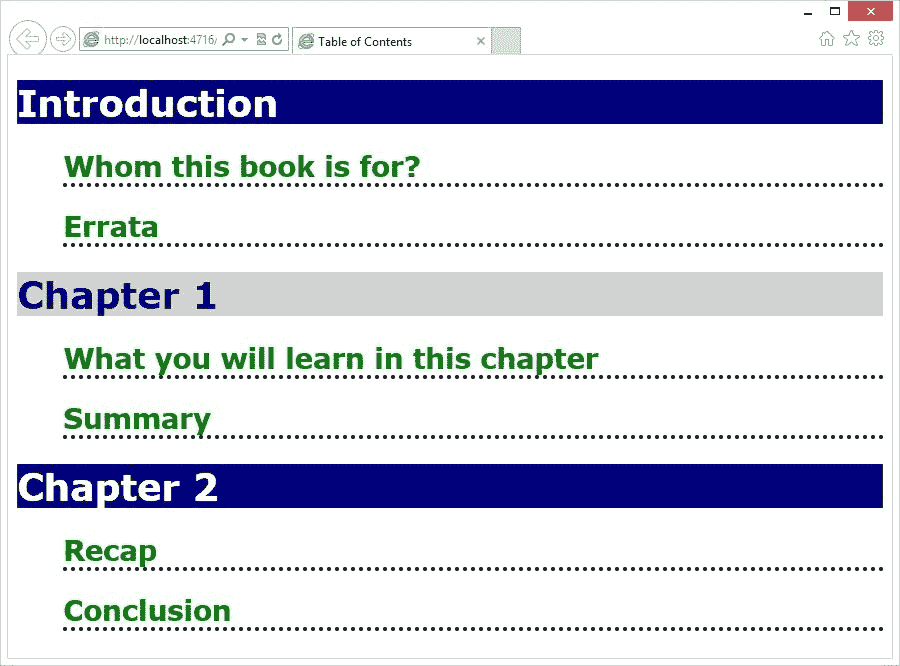 http://localhost:4716/
Table of Contents
Introduction
Whom this book is for?
Errata
Chapter 1
What you will learn in this chapter
Summary
Chapter 2
Recap
Conclusion